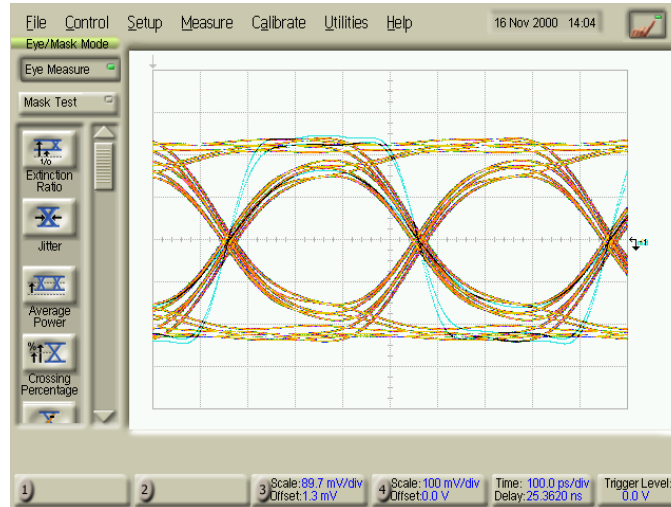 File Control Setup Measure Calibrate Utilities Help 16 Nov 2000 14:04
Eye/Mask Mode
Eye Measure
Mask Test
1/0
Extinction
Ratio
Jitter
Average
Power
%
Crossing
Percentage
1
2
3 Scale:89.7 mV/div
Offset:1.3 mV
4 Scale:100 mV/div
Offset:0.0 V
Time: 100.0 ps/div
Delay:25.3620 ns
Trigger Level:
0.0 V